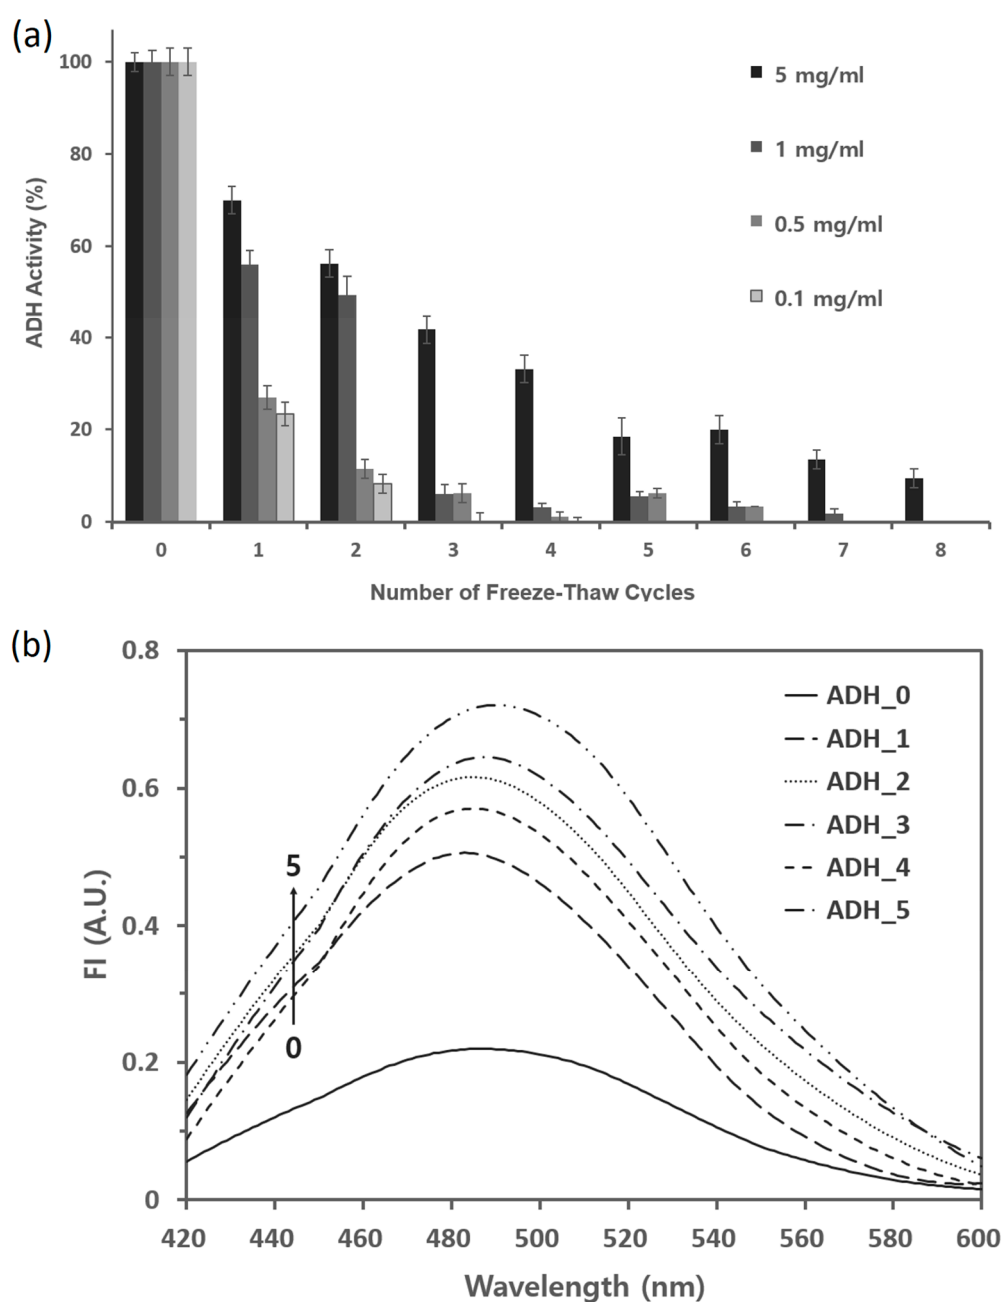 (a)
100
80
60
40
20
0
ADH Activity (%)
5 mg/ml
1 mg/ml
0.5 mg/ml
0.1 mg/ml
0 1 2 3 4 5 6 7 8
Number of Freeze-Thaw Cycles
(b)
0.8
0.6
0.4
0.2
0
FI (A.U.)
ADH_0
ADH_1
ADH_2
ADH_3
ADH_4
ADH_5
5
0
420 440 460 480 500 520 540 560 580 600
Wavelength (nm)